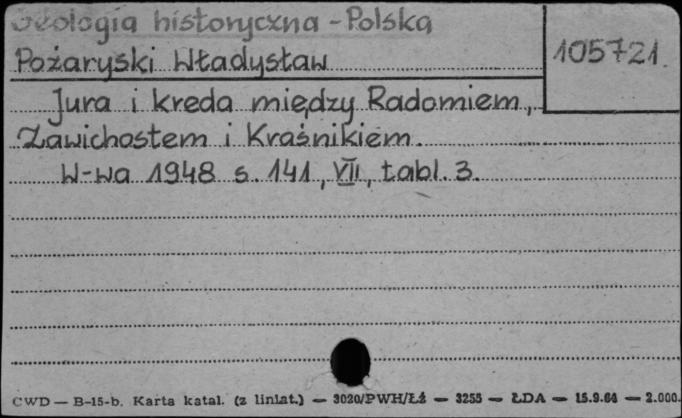 Geologia historyczna - Polska
Pożaryski Władysław
105721.
Jura i kreda między Radomiem,
Zawichostem i Kraśnikiem.
W-wa 1948 s. 141, VII, tabl. 3.
CWD — B-15-b. Karta katal. (z liniat.) — 3020/PWH/Łź — 3255 — ŁDA — 15.9.64 — 2.000.